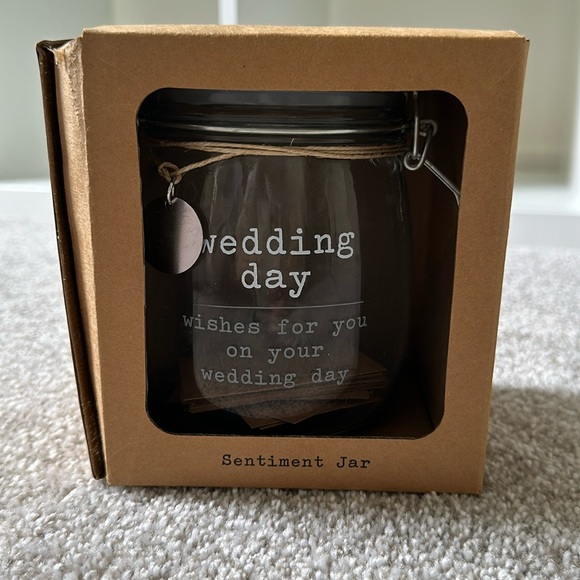 wedding
day
wishes for you
on your
wedding day
Sentiment Jar